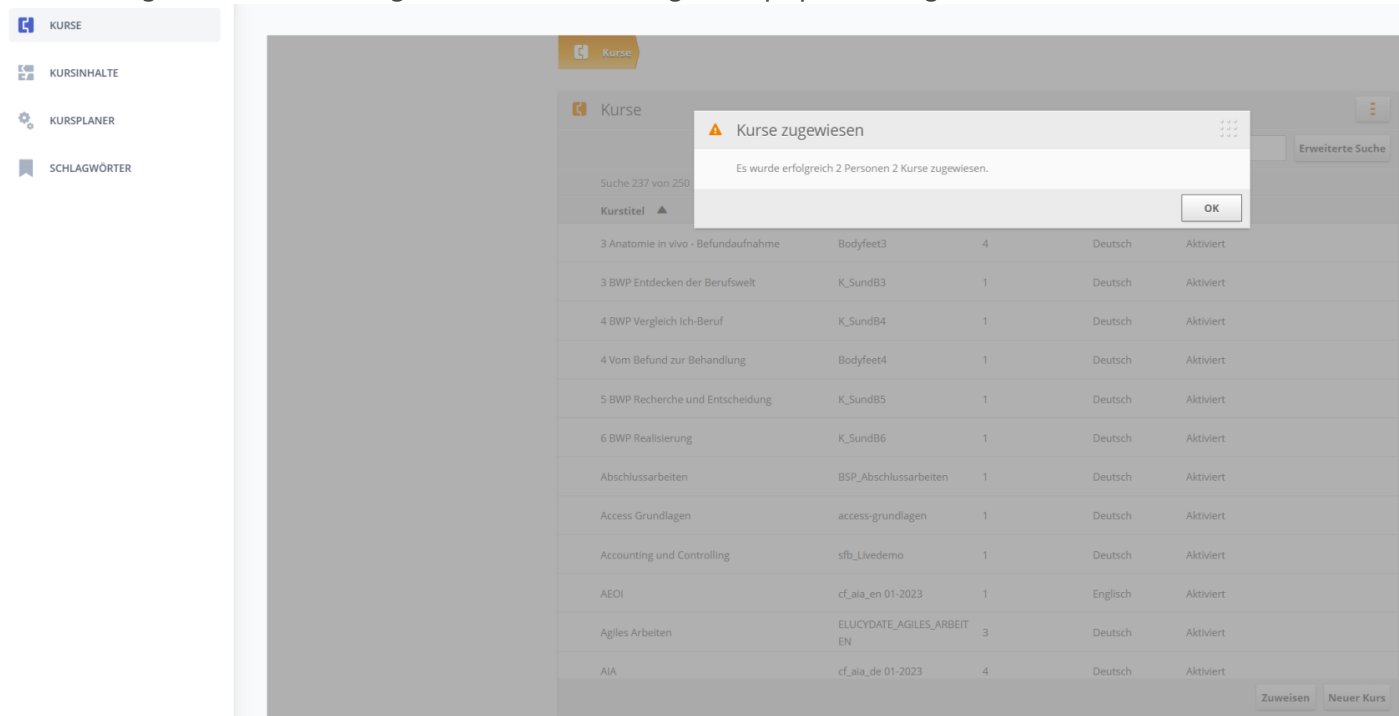 KURSE
KURSINHALTE
KURSPLANER
SCHLAGWÖRTER
Kurse
Kurse
Kurse zugewiesen
Es wurde erfolgreich 2 Personen 2 Kurse zugewiesen.
OK
Erweiterte Suche
Suche 237 von 250
Kurstitel
3 Anatomie in vivo - Befundaufnahme Bodyfeet3 4 Deutsch Aktiviert
3 BWP Entdecken der Berufswelt K_SundB3 1 Deutsch Aktiviert
4 BWP Vergleich Ich-Beruf K_SundB4 1 Deutsch Aktiviert
4 Vom Befund zur Behandlung Bodyfeet4 1 Deutsch Aktiviert
5 BWP Recherche und Entscheidung K_SundB5 1 Deutsch Aktiviert
6 BWP Realisierung K_SundB6 1 Deutsch Aktiviert
Abschlussarbeiten BSP_Abschlussarbeiten 1 Deutsch Aktiviert
Access Grundlagen access-grundlagen 1 Deutsch Aktiviert
Accounting und Controlling sfb_Livedemo 1 Deutsch Aktiviert
AEOI cf_aia_en 01-2023 1 Englisch Aktiviert
Agiles Arbeiten ELUCYDATE_AGILES_ARBEITEN 3 Deutsch Aktiviert
AIA cf_aia_de 01-2023 4 Deutsch Aktiviert
Zuweisen Neuer Kurs